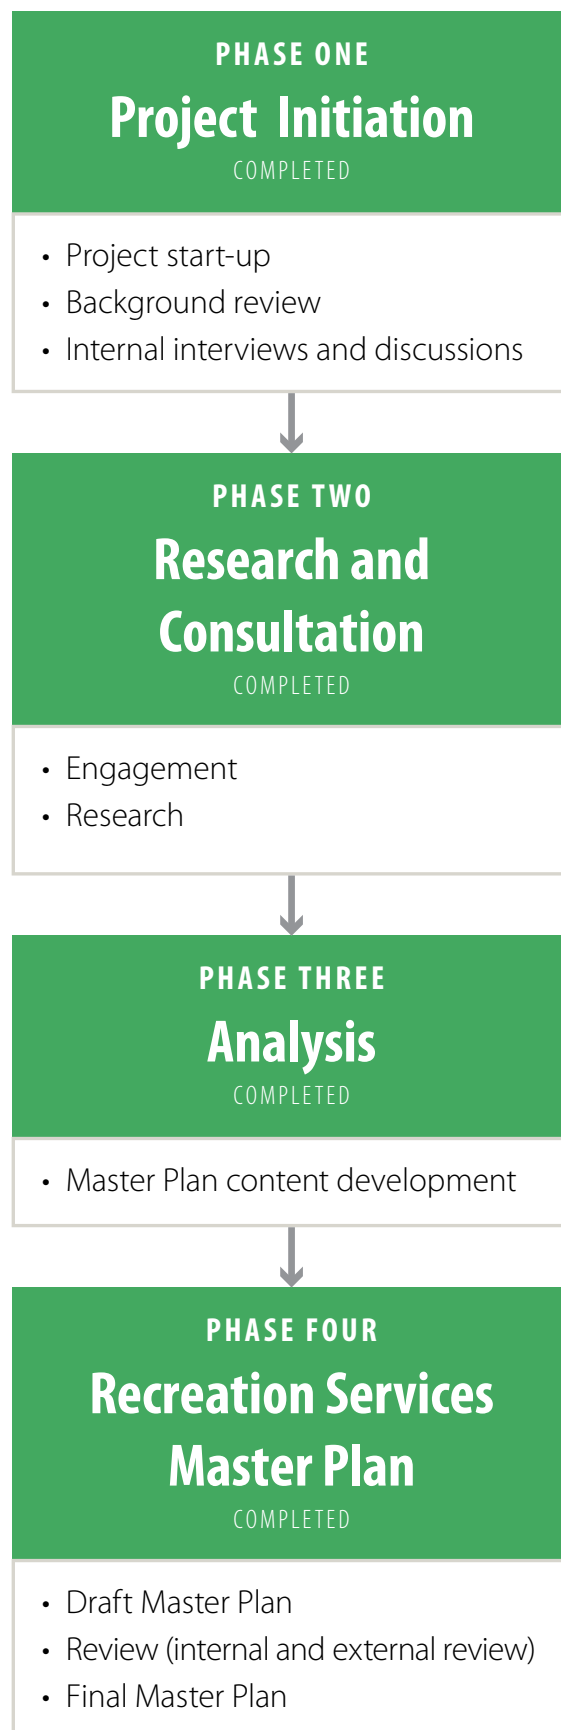 PHASE ONE
Project Initiation
COMPLETED
• Project start-up
• Background review
• Internal interviews and discussions
PHASE TWO
Research and
Consultation
COMPLETED
• Engagement
• Research
PHASE THREE
Analysis
COMPLETED
• Master Plan content development
PHASE FOUR
Recreation Services
Master Plan
COMPLETED
• Draft Master Plan
• Review (internal and external review)
• Final Master Plan